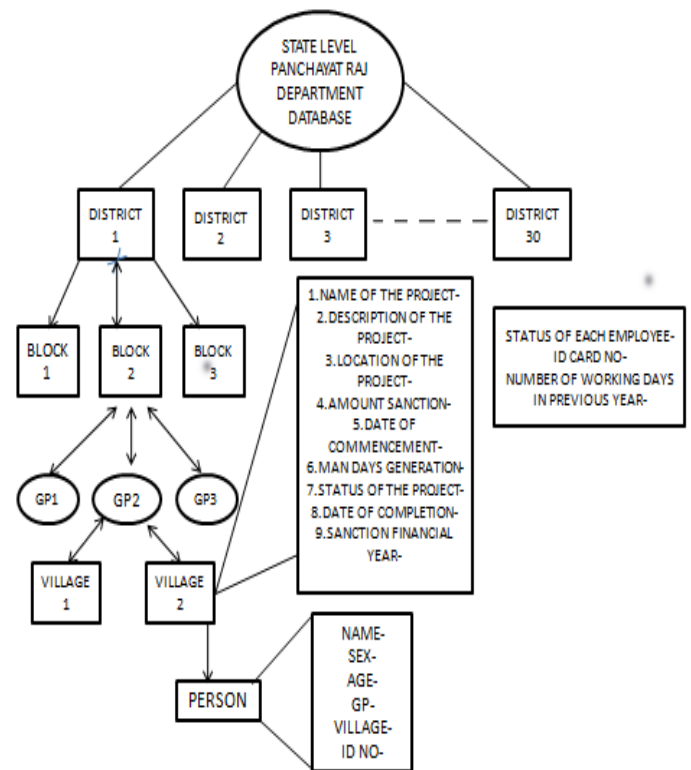 STATE LEVEL
PANCHAYAT RAJ
DEPARTMENT
DATABASE
DISTRICT
1
DISTRICT
2
DISTRICT
3
DISTRICT
30
BLOCK
1
BLOCK
2
BLOCK
3
1.NAME OF THE PROJECT-
2.DESCRIPTION OF THE
PROJECT-
3.LOCATION OF THE
PROJECT-
4.AMOUNT SANCTION-
5.DATE OF
COMMENCEMENT-
6.MAN DAYS GENERATION-
7.STATUS OF THE PROJECT-
8.DATE OF COMPLETION-
9.SANCTION FINANCIAL
YEAR-
STATUS OF EACH EMPLOYEE-
ID CARD NO-
NUMBER OF WORKING DAYS
IN PREVIOUS YEAR-
GP1
GP2
GP3
VILLAGE
1
VILLAGE
2
PERSON
NAME-
SEX-
AGE-
GP-
VILLAGE-
ID NO-